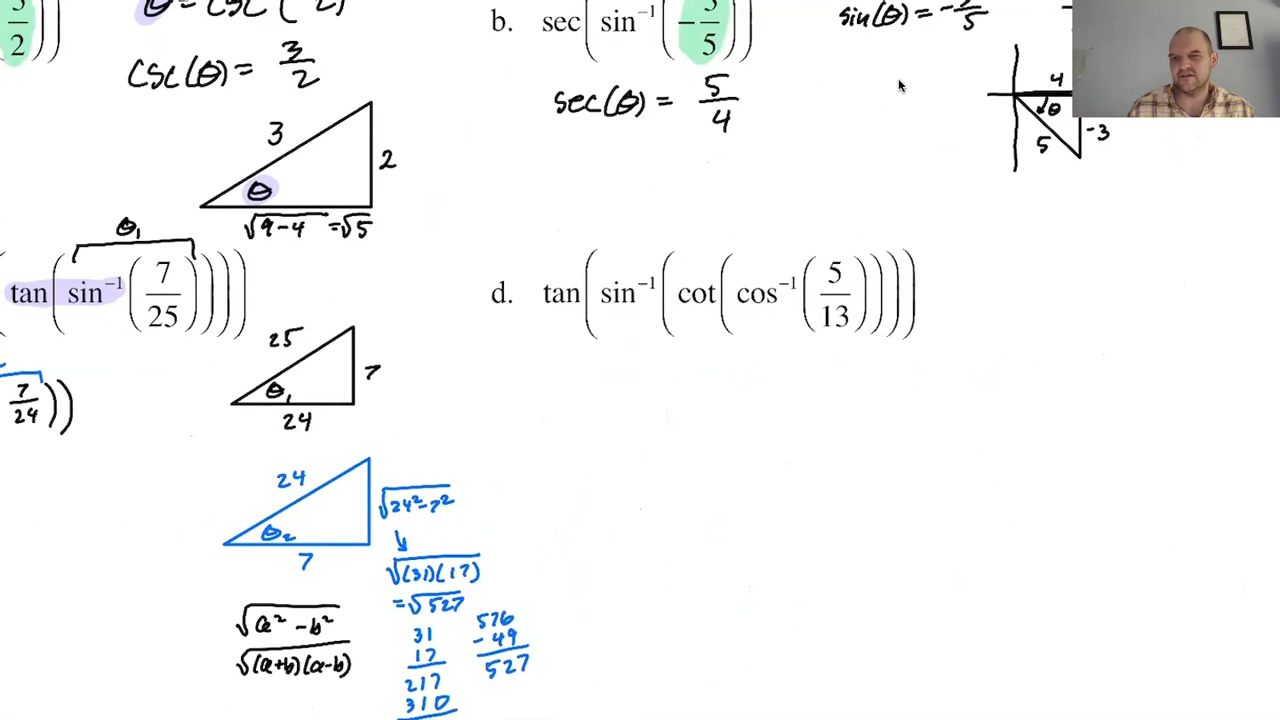 θ = csc(
2
))
csc(θ) = 3/2
3
2
θ
√9-4 = √5
b. sec(sin⁻¹(-3/5))
sec(θ) = 5/4
sin(θ) = -3/5
4
θ
5
-3
θ₁
tan(sin⁻¹(7/25))))
25
7
θ₁
24
7/24))
24
θ₂
7
√24²-7²
√(31)(17)
=√527
31
17
217
310
576
-49
527
√a²-b²
√(a+b)(a-b)
d. tan(sin⁻¹(cot(cos⁻¹(5/13))))